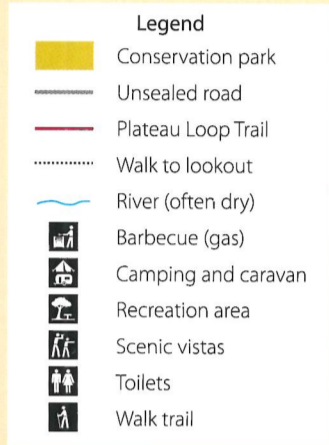 Legend
Conservation park
Unsealed road
Plateau Loop Trail
Walk to lookout
River (often dry)
Barbecue (gas)
Camping and caravan
Recreation area
Scenic vistas
Toilets
Walk trail